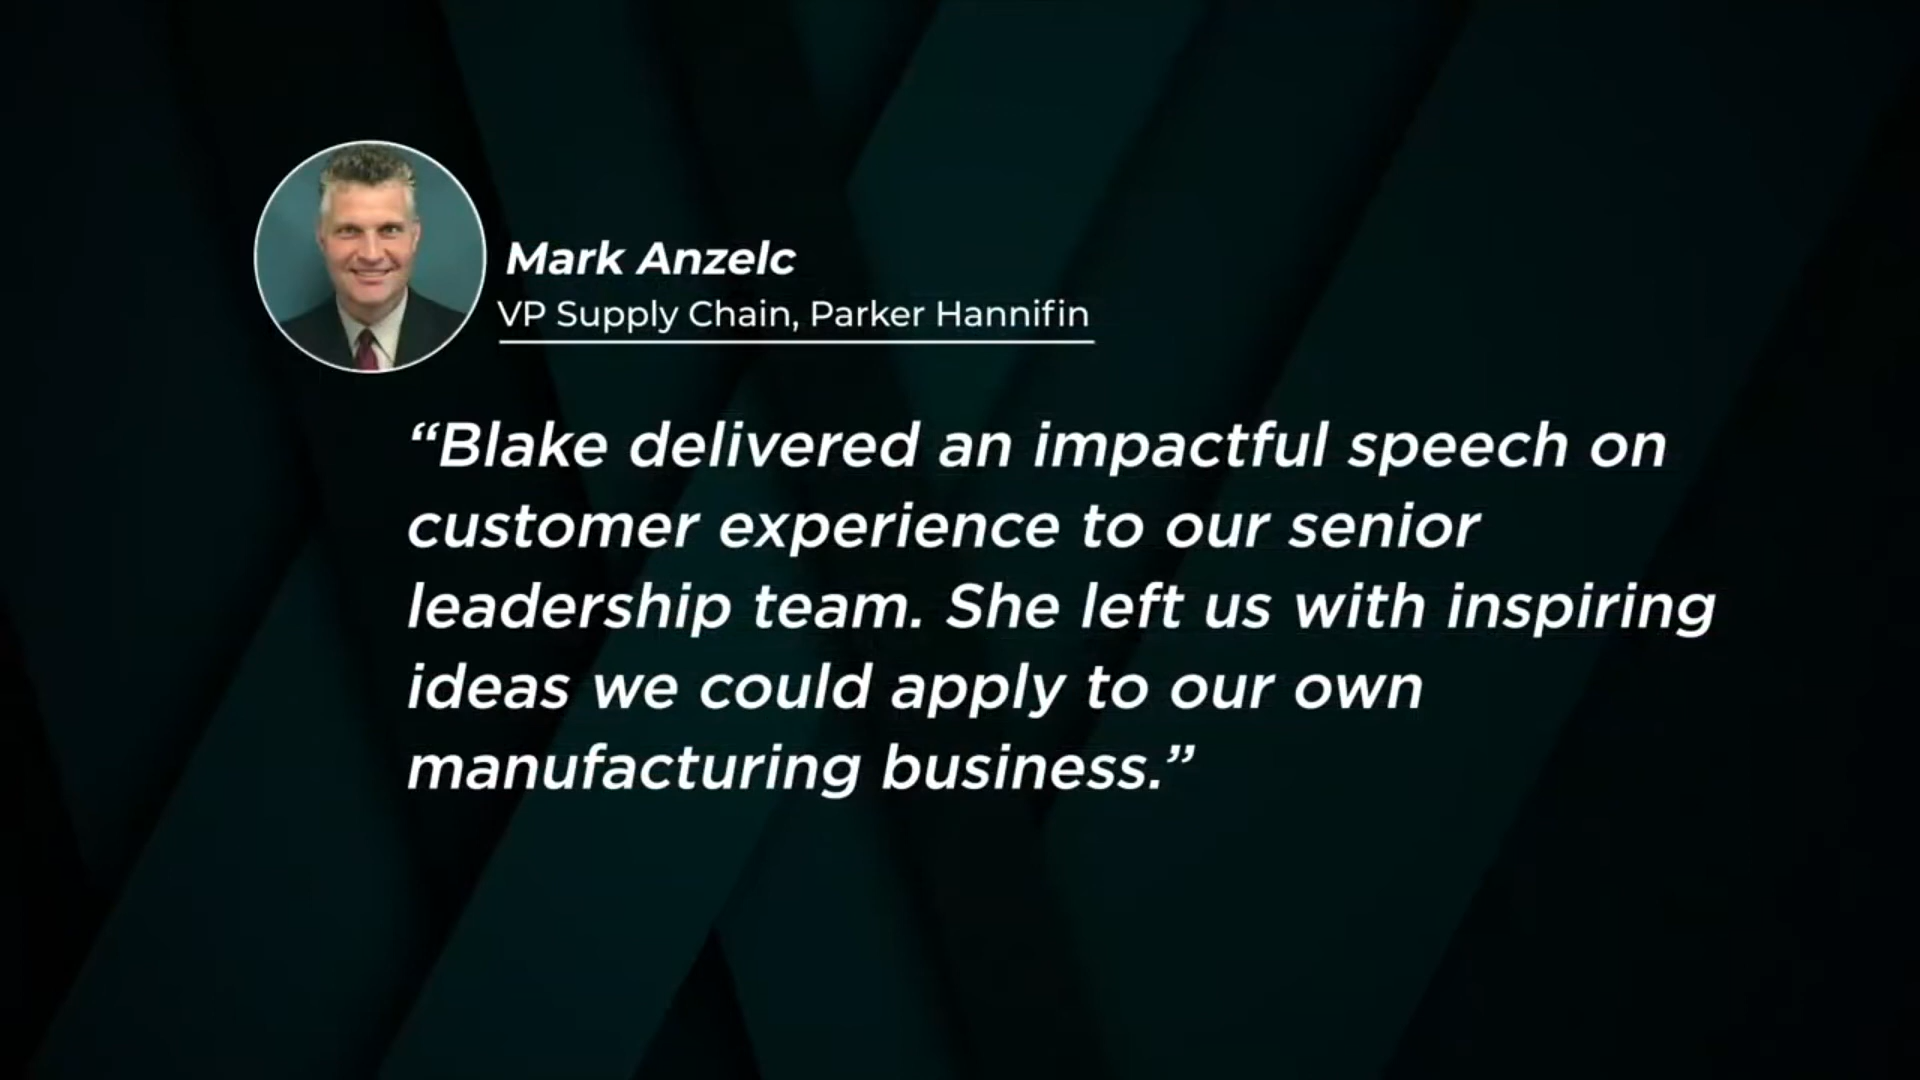 Mark Anzelc
VP Supply Chain, Parker Hannifin
“Blake delivered an impactful speech on
customer experience to our senior
leadership team. She left us with inspiring
ideas we could apply to our own
manufacturing business.”